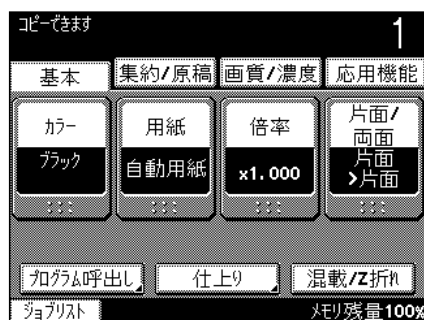 コピーできます
1
基本 集約/原稿 画質/濃度 応用機能
カラー 用紙 倍率 片面/両面
ブラック 自動用紙 x1.000 片面>片面
プログラム呼出し 仕上り 混載/Z折れ
ジョブリスト メモリ残量100%